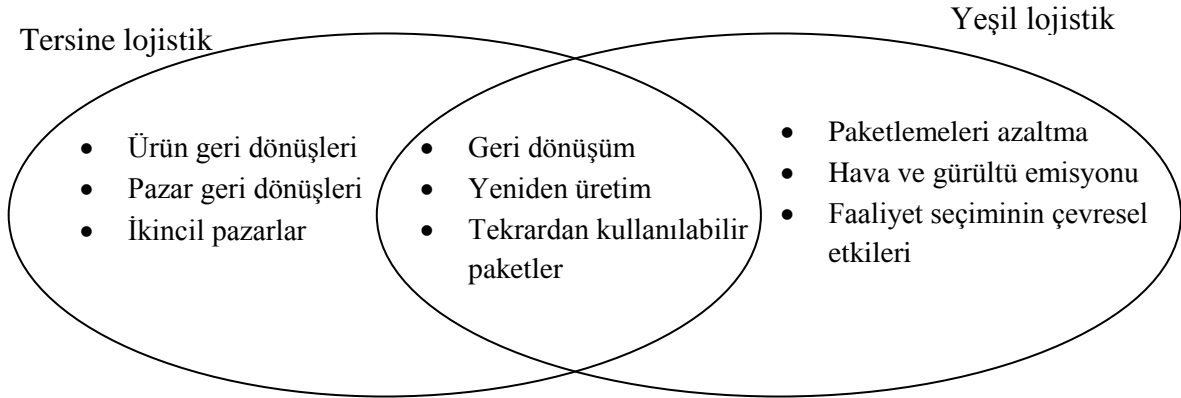 Tersine lojistik
Yeşil lojistik
• Ürün geri dönüşleri
• Pazar geri dönüşleri
• İkincil pazarlar
• Geri dönüşüm
• Yeniden üretim
• Tekrardan kullanılabilir
paketler
• Paketlemeleri azaltma
• Hava ve gürültü emisyonu
• Faaliyet seçiminin çevresel
etkileri